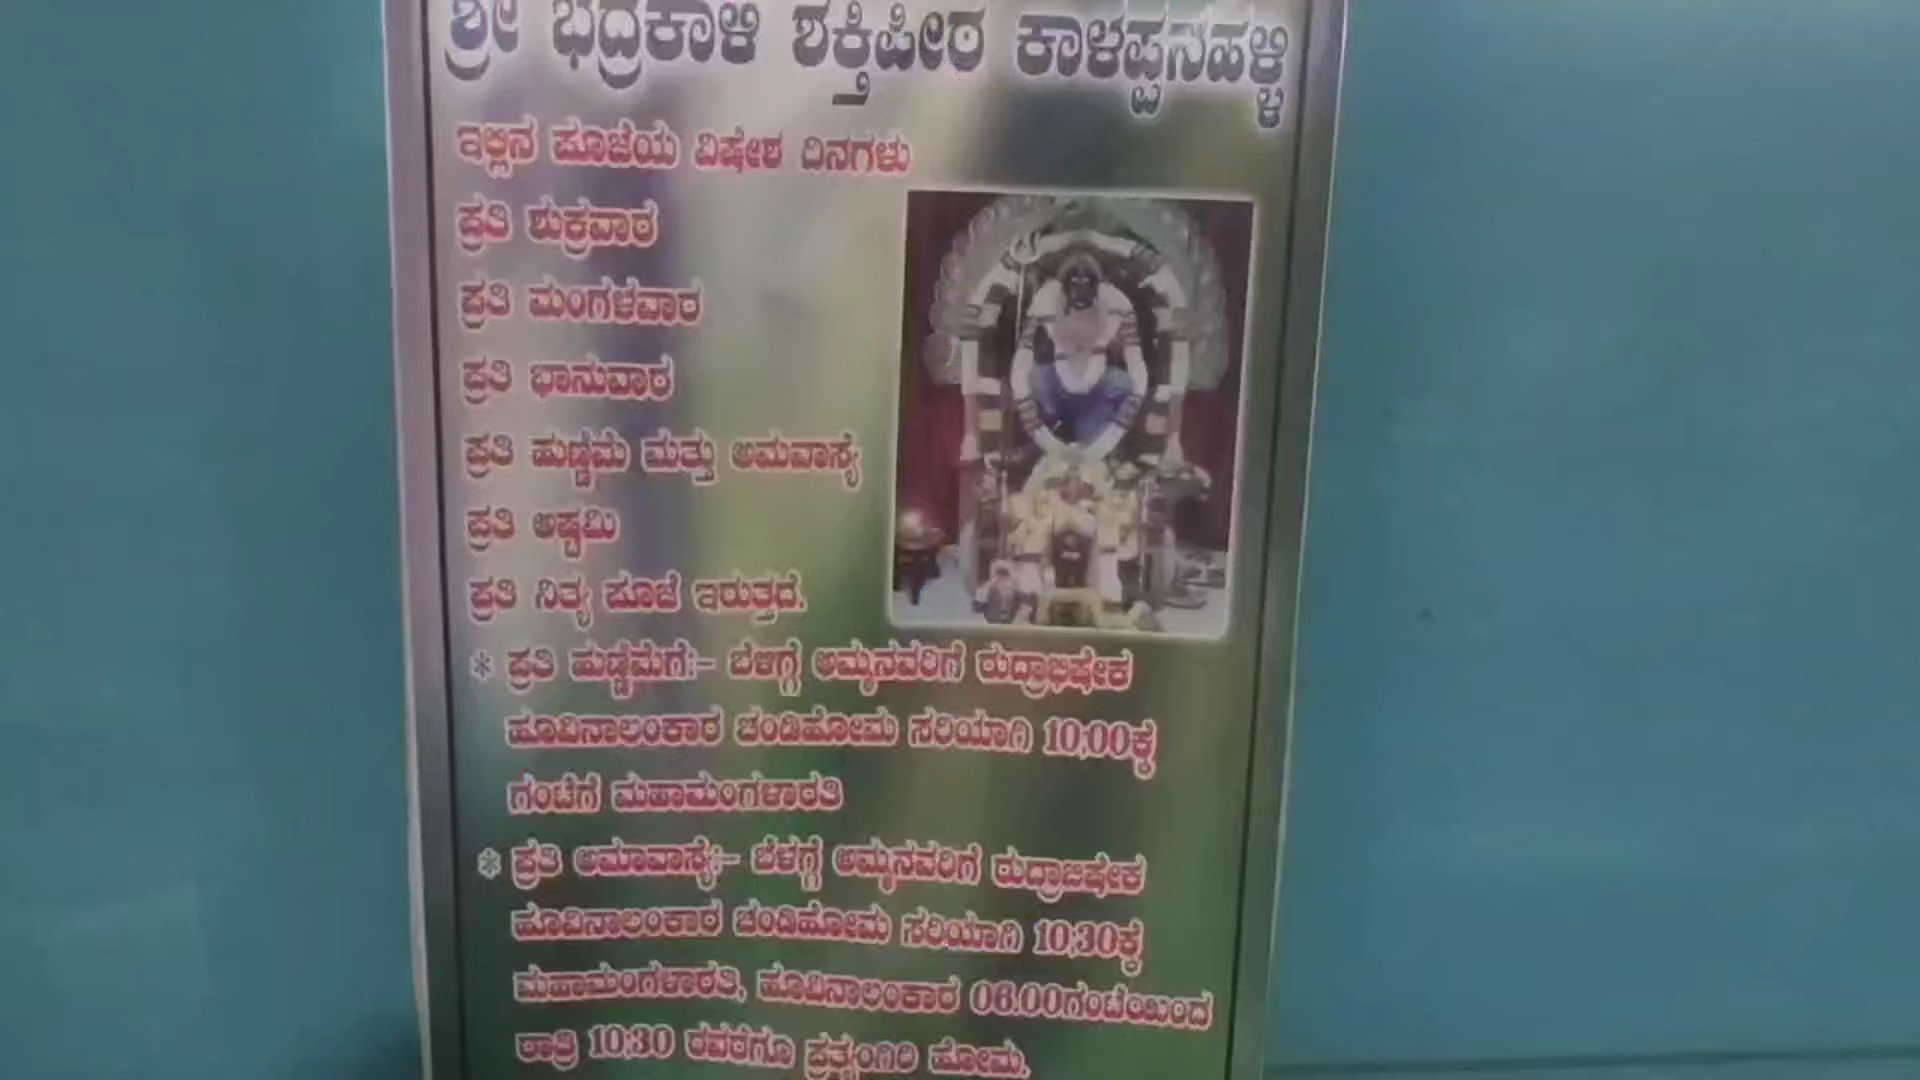 ಶ್ರೀ ಭದ್ರಕಾಳಿ ಶಕ್ತಿಪೀಠ ಕಾಳಪ್ಪನಹಳ್ಳಿ
ಇಲ್ಲಿನ ಪೂಜೆಯ ವಿಷೇಶ ದಿನಗಳು
ಪ್ರತಿ ಶುಕ್ರವಾರ
ಪ್ರತಿ ಮಂಗಳವಾರ
ಪ್ರತಿ ಭಾನುವಾರ
ಪ್ರತಿ ಹುಣ್ಣಿಮೆ ಮತ್ತು ಅಮವಾಸ್ಯೆ
ಪ್ರತಿ ಅಷ್ಟಮಿ
ಪ್ರತಿ ನಿತ್ಯ ಪೂಜೆ ಇರುತ್ತದೆ.
* ಪ್ರತಿ ಹುಣ್ಣಿಮೆಗೆ:- ಬೆಳಗ್ಗೆ ಅಮ್ಮನವರಿಗೆ ರುದ್ರಾಭಿಷೇಕ
ಹೂವಿನಾಲಂಕಾರ ಚಂಡಿಹೋಮ ಸರಿಯಾಗಿ 10;00ಕ್ಕೆ
ಗಂಟೆಗೆ ಮಹಾಮಂಗಳಾರತಿ
* ಪ್ರತಿ ಅಮಾವಾಸ್ಯೆ:- ಬೆಳಗ್ಗೆ ಅಮ್ಮನವರಿಗೆ ರುದ್ರಾಭಿಷೇಕ
ಹೂವಿನಾಲಂಕಾರ ಚಂಡಿಹೋಮ ಸರಿಯಾಗಿ 10;30ಕ್ಕೆ
ಮಹಾಮಂಗಳಾರತಿ, ಹೂವಿನಾಲಂಕಾರ 06.00ಗಂಟೆಯಿಂದ
ರಾತ್ರಿ 10:30 ರವರೆಗೂ ಪ್ರತ್ಯಂಗಿರಿ ಹೋಮ.